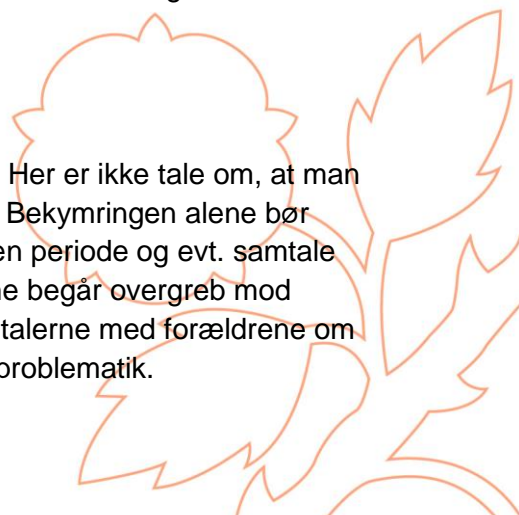 Her er ikke tale om, at man
Bekymringen alene bør
en periode og evt. samtale
ne begår overgreb mod
talerne med forældrene om
problematik.